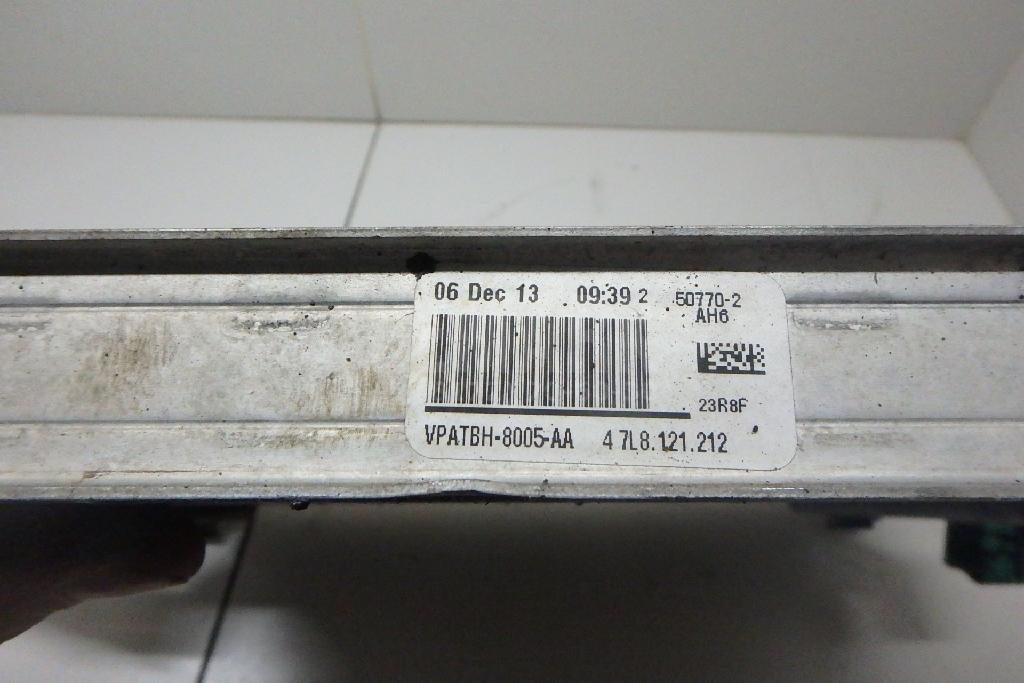 06 Dec 13 09:39 2 50770-2
AH6
23R8F
VPATBH-8005-AA 4 7L8.121.212